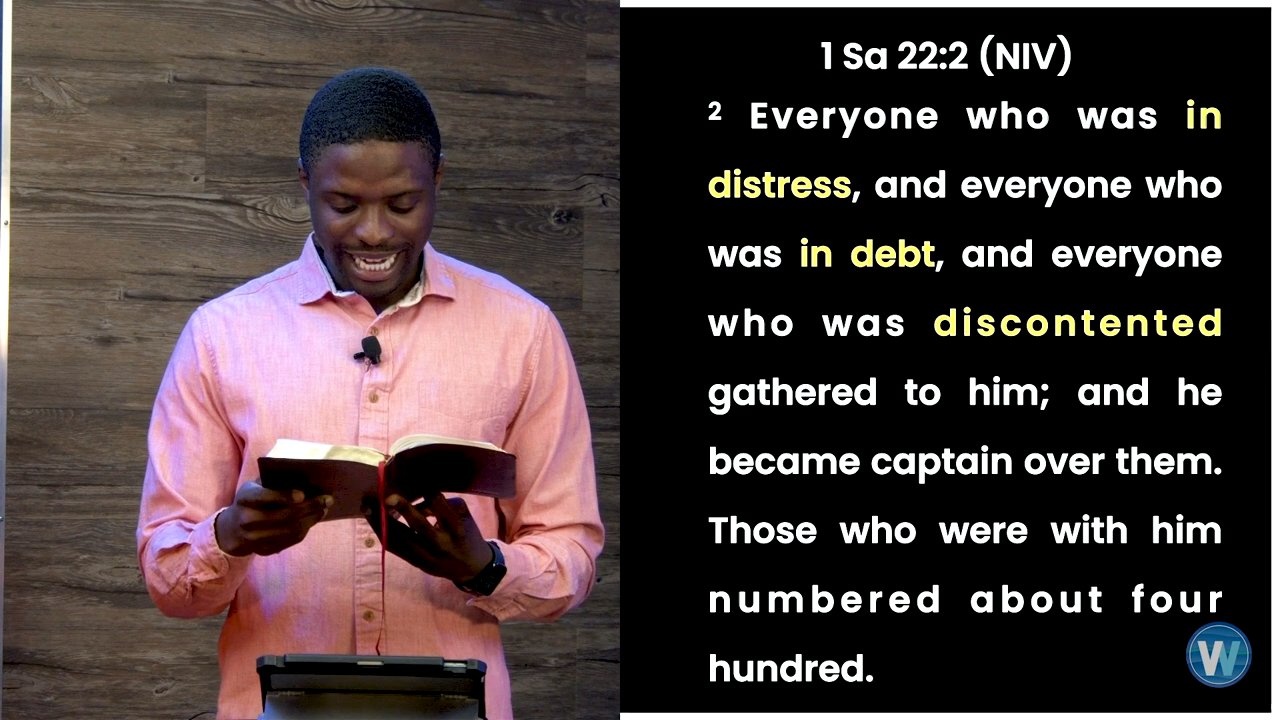 1 Sa 22:2 (NIV)
2 Everyone who was in
distress, and everyone who
was in debt, and everyone
who was discontented
gathered to him; and he
became captain over them.
Those who were with him
numbered about four
hundred.
W